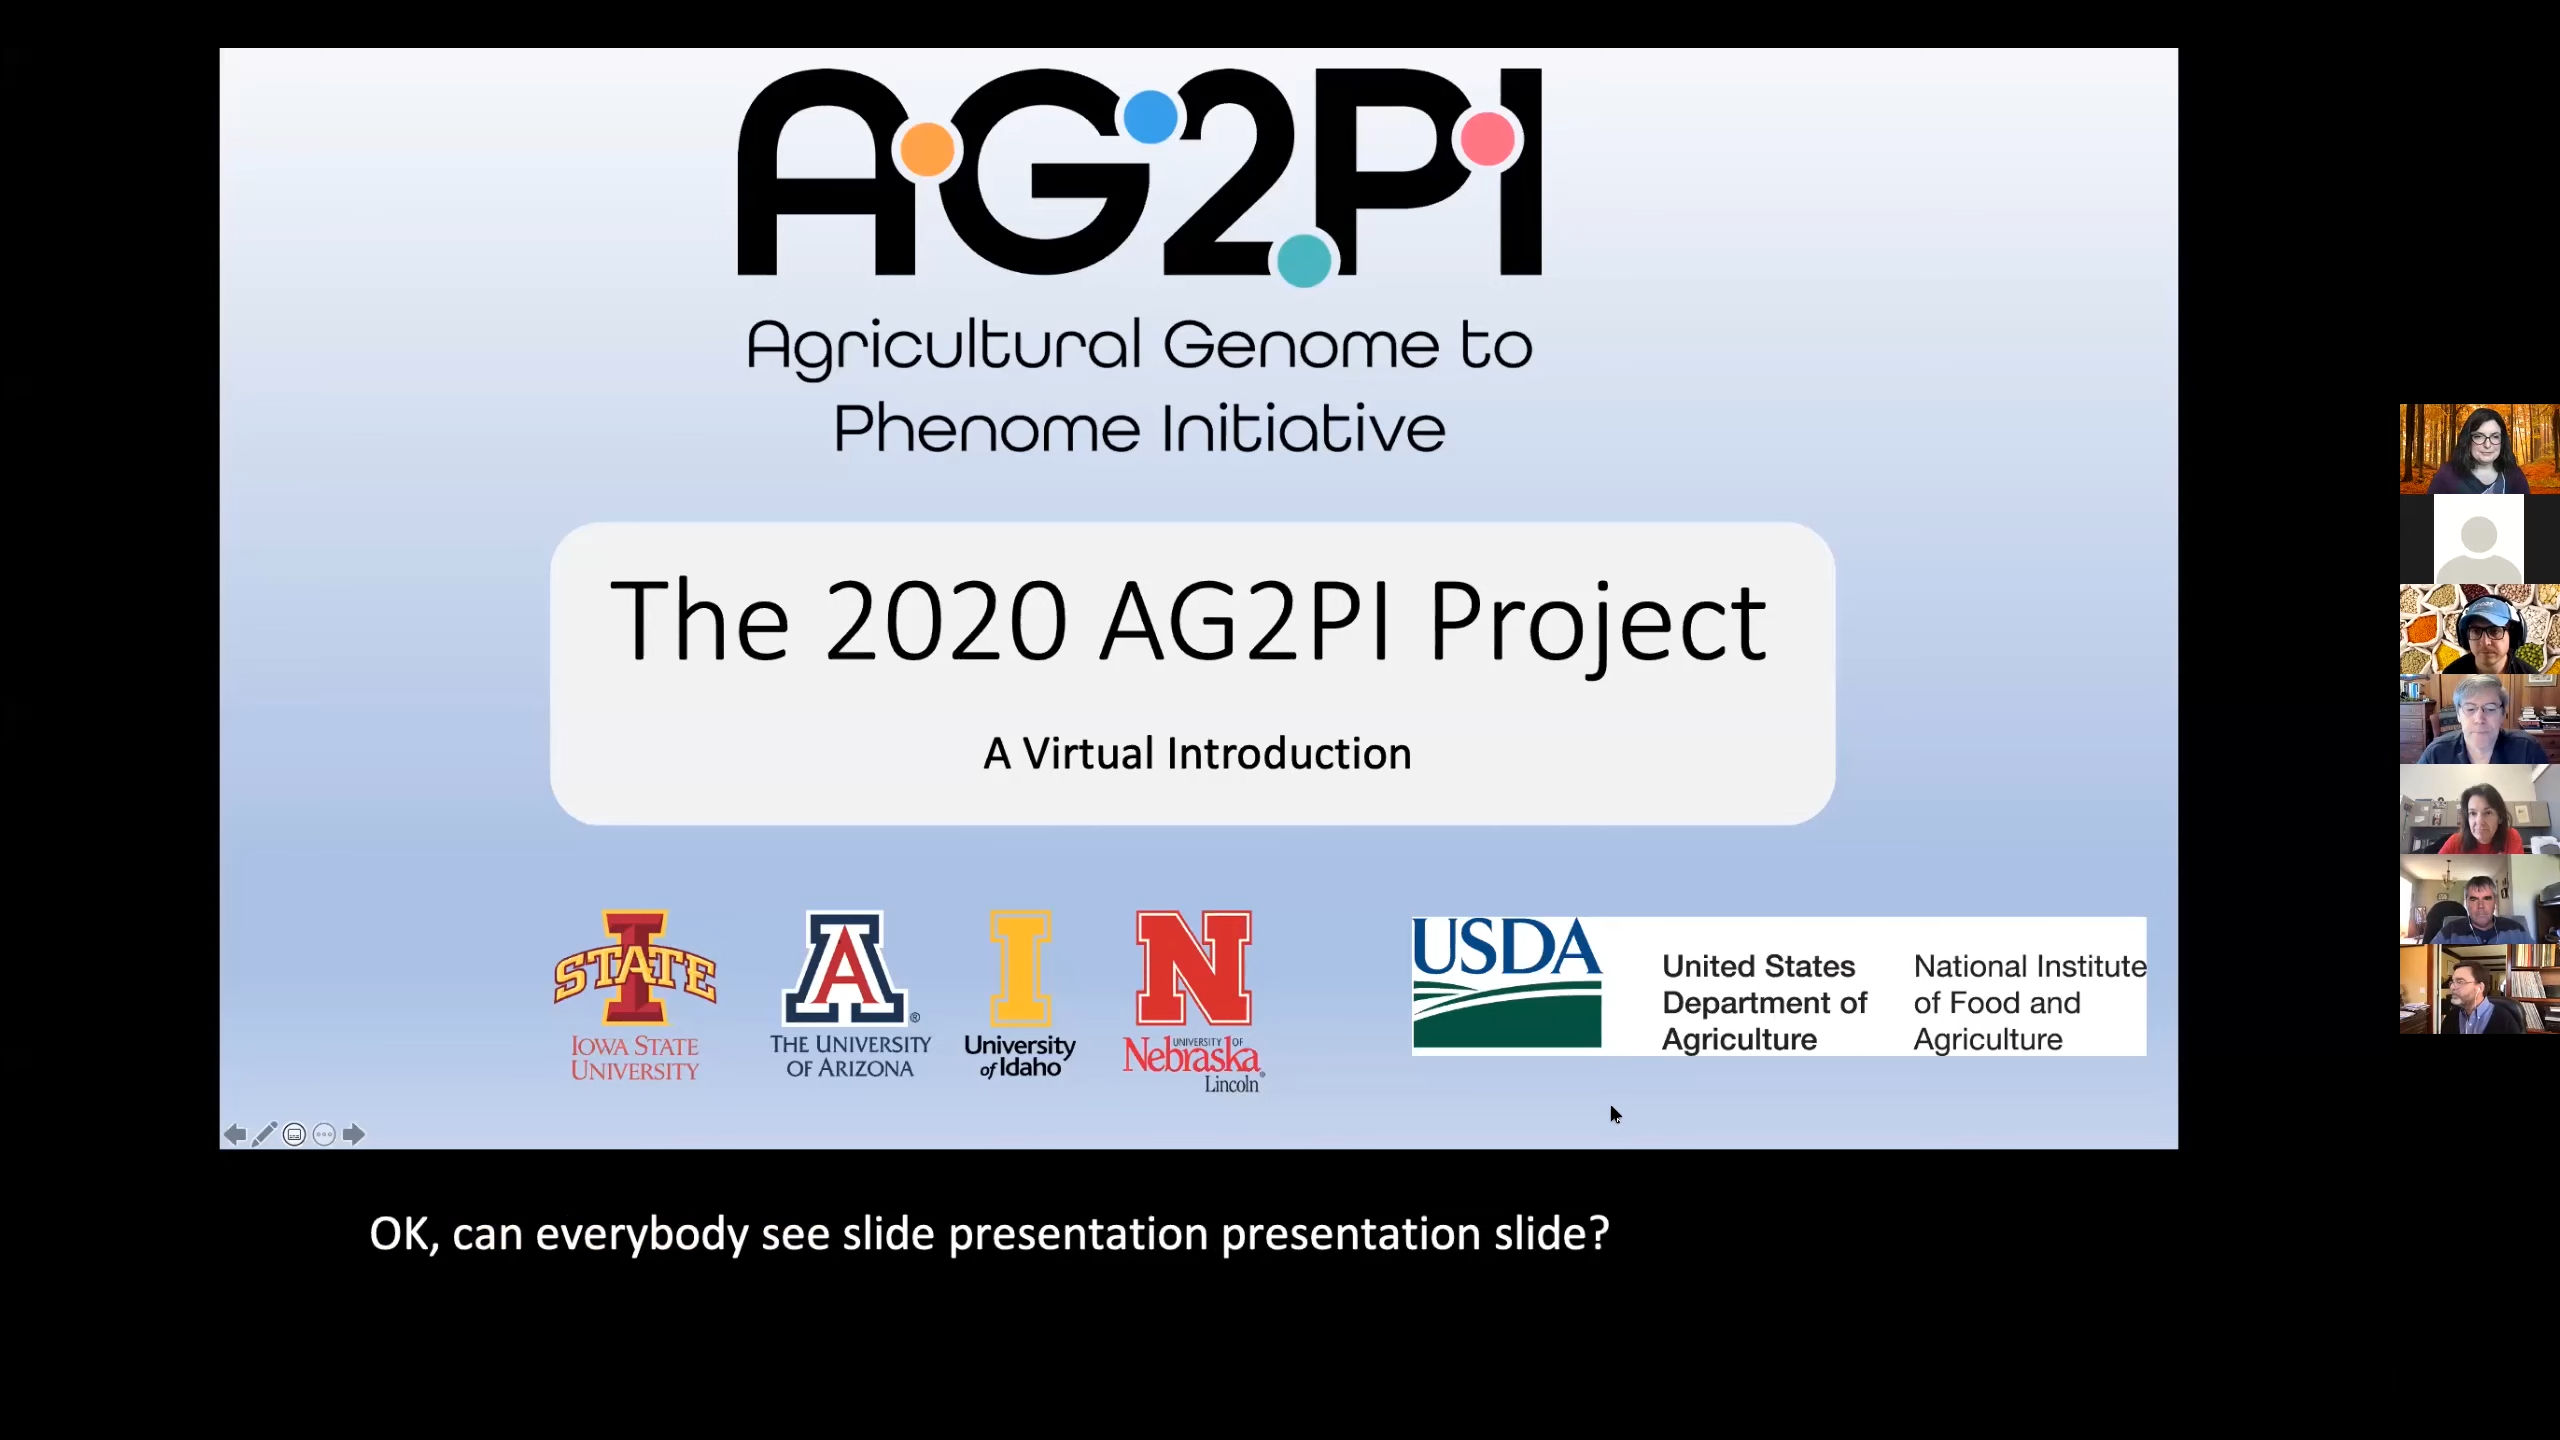 AG2PI
Agricultural Genome to
Phenome Initiative
The 2020 AG2PI Project
A Virtual Introduction
STATE
IOWA STATE
UNIVERSITY
A
®
THE UNIVERSITY
OF ARIZONA
I
University
of Idaho
N
UNIVERSITY OF
Nebraska
®
Lincoln
USDA
United States
Department of
Agriculture
National Institute
of Food and
Agriculture
OK, can everybody see slide presentation presentation slide?